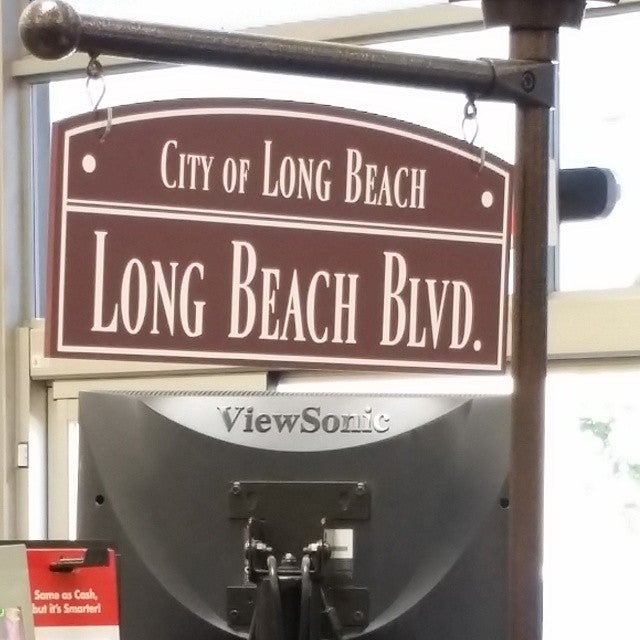 City of Long Beach
Long Beach Blvd.
ViewSonic
Same as Cash,
but it's Smarter!